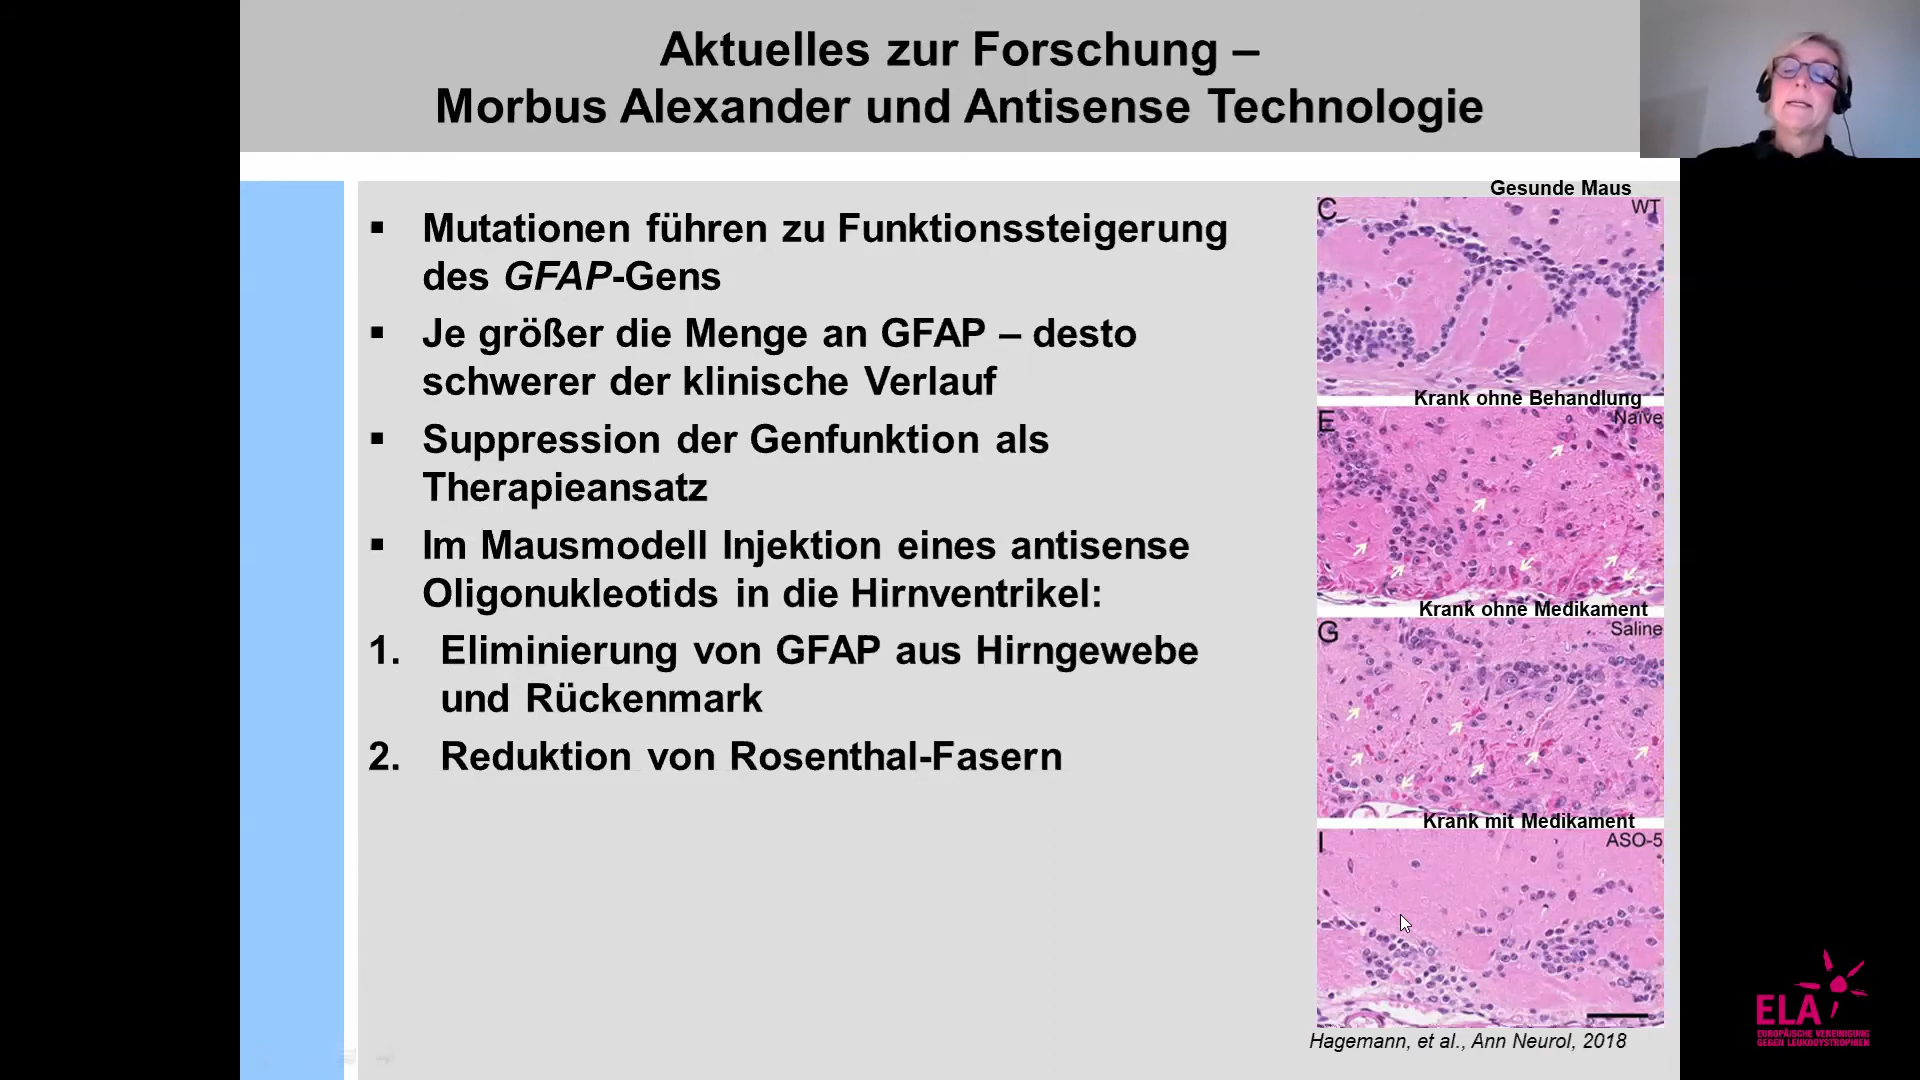 Aktuelles zur Forschung –
Morbus Alexander und Antisense Technologie
▪ Mutationen führen zu Funktionssteigerung
des GFAP-Gens
▪ Je größer die Menge an GFAP – desto
schwerer der klinische Verlauf
▪ Suppression der Genfunktion als
Therapieansatz
▪ Im Mausmodell Injektion eines antisense
Oligonukleotids in die Hirnventrikel:
1. Eliminierung von GFAP aus Hirngewebe
und Rückenmark
2. Reduktion von Rosenthal-Fasern
Gesunde Maus
C WT
Krank ohne Behandlung
E Naïve
Krank ohne Medikament
G Saline
Krank mit Medikament
I ASO-5
Hagemann, et al., Ann Neurol, 2018
ELA
EUROPÄISCHE VEREINIGUNG
GEGEN LEUKODYSTROPHIEN